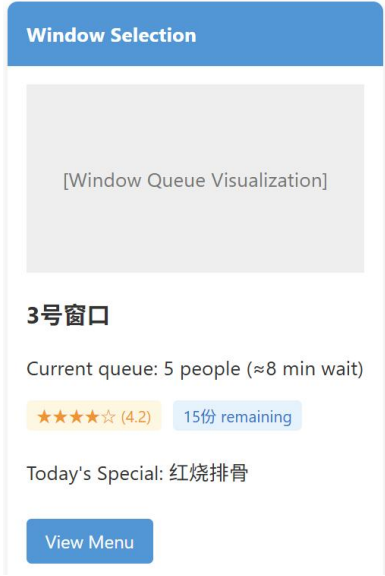 Window Selection
[Window Queue Visualization]
3号窗口
Current queue: 5 people (≈8 min wait)
★★★★☆ (4.2) 15份 remaining
Today's Special: 红烧排骨
View Menu